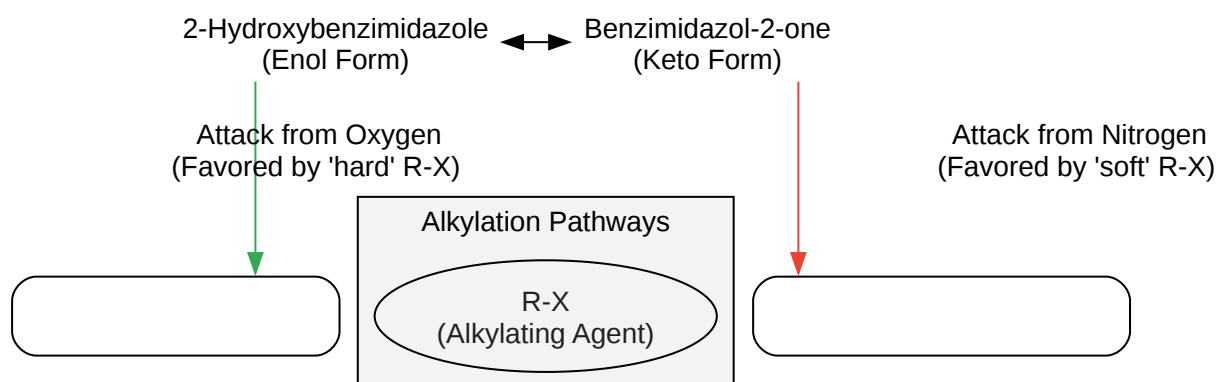 2-Hydroxybenzimidazole
(Enol Form)
Benzimidazol-2-one
(Keto Form)
Attack from Oxygen
(Favored by 'hard' R-X)
Attack from Nitrogen
(Favored by 'soft' R-X)
Alkylation Pathways
R-X
(Alkylating Agent)